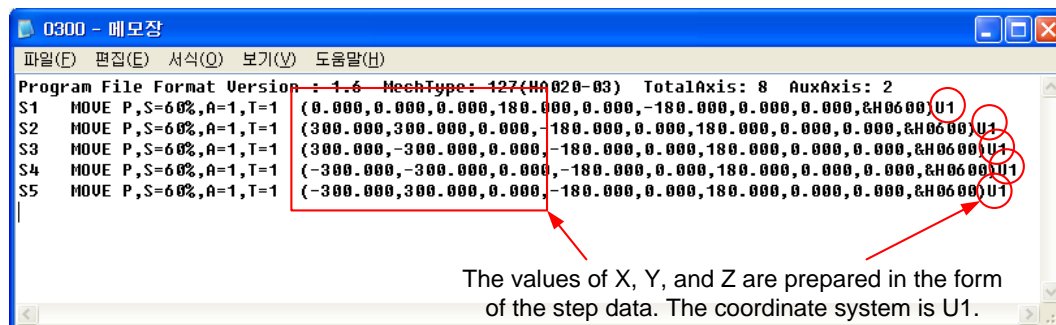 0300 - 메모장
파일(F) 편집(E) 서식(O) 보기(V) 도움말(H)
Program File Format Version : 1.6 MechType: 127(HA020-03) TotalAxis: 8 AuxAxis: 2
S1 MOVE P,S=60%,A=1,T=1 (0.000,0.000,0.000,180.000,0.000,-180.000,0.000,0.000,&H0600)U1
S2 MOVE P,S=60%,A=1,T=1 (300.000,300.000,0.000,-180.000,0.000,180.000,0.000,0.000,&H0600)U1
S3 MOVE P,S=60%,A=1,T=1 (300.000,-300.000,0.000,-180.000,0.000,180.000,0.000,0.000,&H0600)U1
S4 MOVE P,S=60%,A=1,T=1 (-300.000,-300.000,0.000,-180.000,0.000,180.000,0.000,0.000,&H0600)U1
S5 MOVE P,S=60%,A=1,T=1 (-300.000,300.000,0.000,-180.000,0.000,180.000,0.000,0.000,&H0600)U1
The values of X, Y, and Z are prepared in the form
of the step data. The coordinate system is U1.